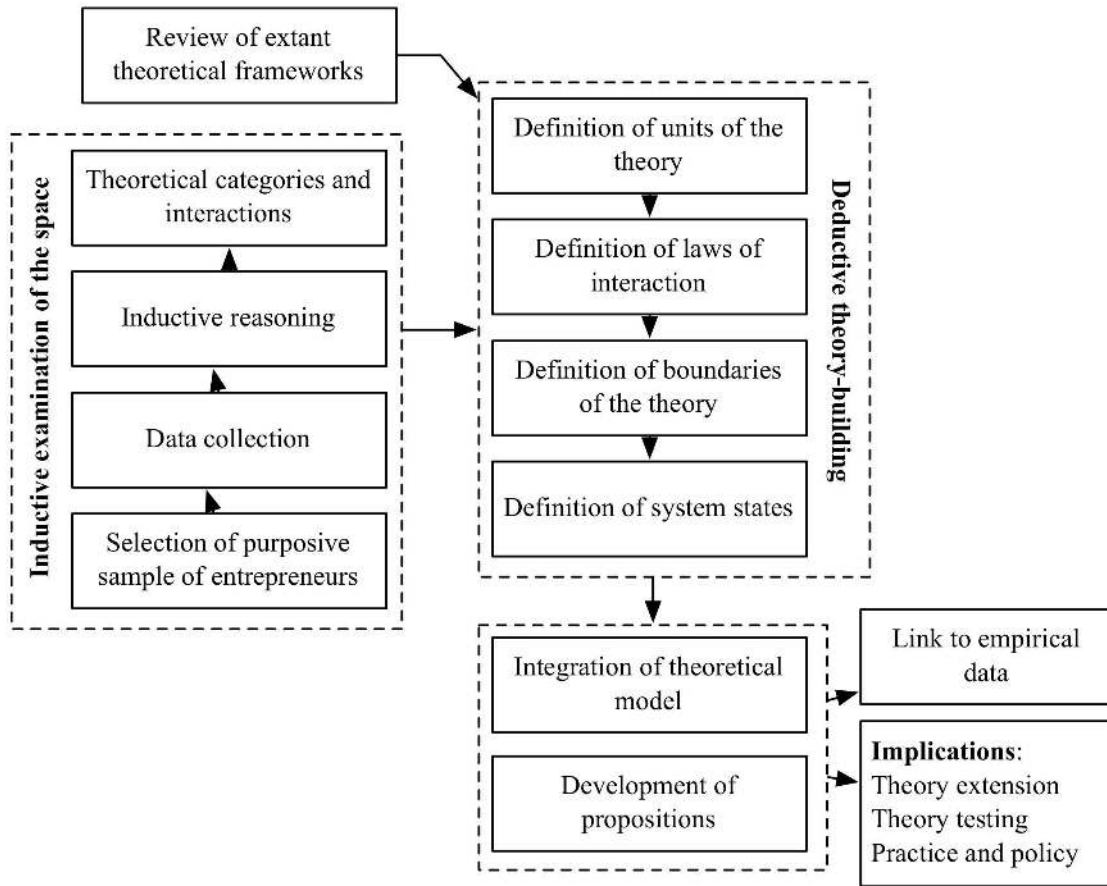 Review of extant
theoretical frameworks
Inductive examination of the space
Theoretical categories and
interactions
Inductive reasoning
Data collection
Selection of purposive
sample of entrepreneurs
Definition of units of the
theory
Definition of laws of
interaction
Definition of boundaries
of the theory
Definition of system states
Deductive theory-building
Integration of theoretical
model
Development of
propositions
Link to empirical
data
Implications:
Theory extension
Theory testing
Practice and policy